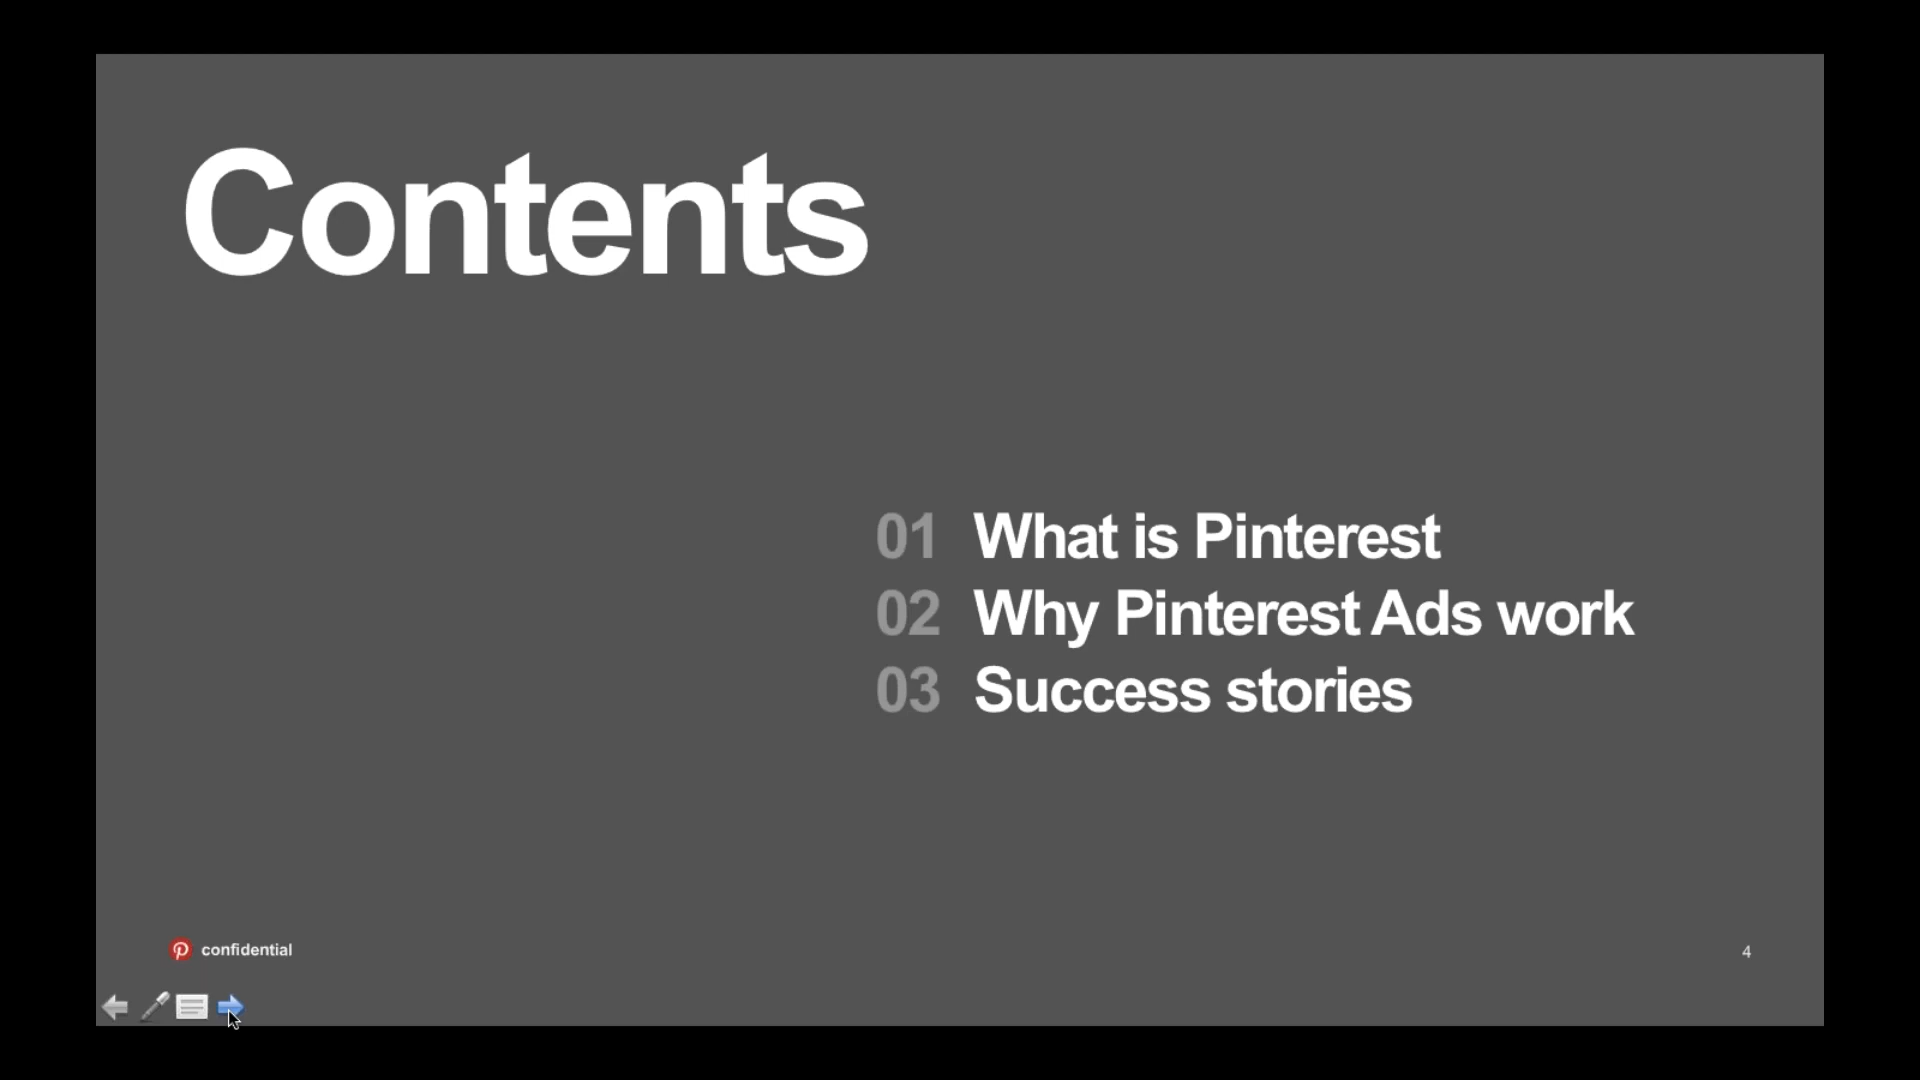 Contents
01 What is Pinterest
02 Why Pinterest Ads work
03 Success stories
confidential
4